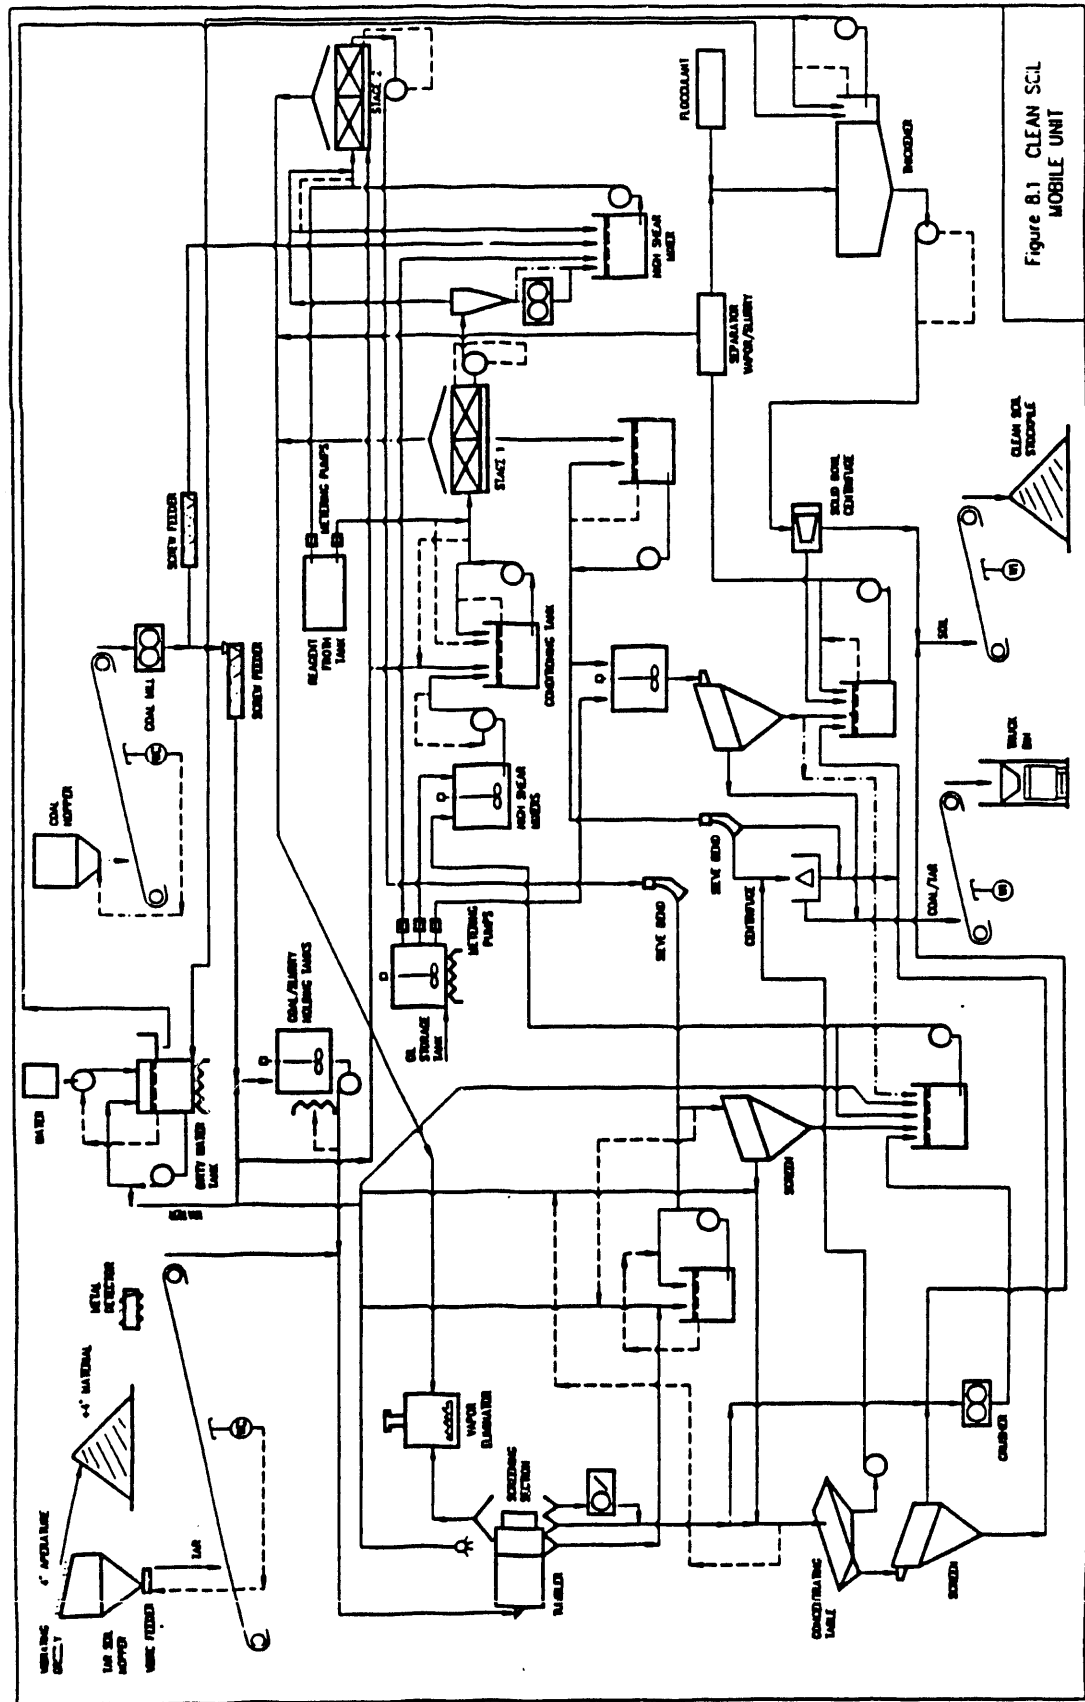 Figure 8.1 CLEAN SOIL
MOBILE UNIT
VIBRATING
4" APERATURE
+4" MATERIAL
METAL
DETECTOR
TAR SOIL
HOPPER
VIBRC FEEDER
TAR
WATER
DIRTY WATER
TANK
COAL
HOPPER
COAL MILL
SCREW FEEDER
SCREW FEEDER
COAL/SLURRY
HOLDING TANKS
REAGENT
FROTH
TANK
METERING PUMPS
STAGE 2
OIL
STORAGE
TANK
METERING
PUMPS
HIGH SHEAR
MIXERS
CONDITIONING TANK
STAGE 1
HIGH SHEAR
MIXER
VAPOR
ELIMINATOR
SCREENING
SECTION
TUMBLER
SCREEN
SIEVE BEND
SIEVE BEND
CENTRIFUGE
SEPARATOR
VAPOR/SLURRY
FLOCCULANT
THICKENER
SOLID BOWL
CENTRIFUGE
CONCENTRATING
TABLE
SCREEN
CRUSHER
COAL/TAR
TRUCK
BIN
SOIL
CLEAN SOIL
STOCKPILE